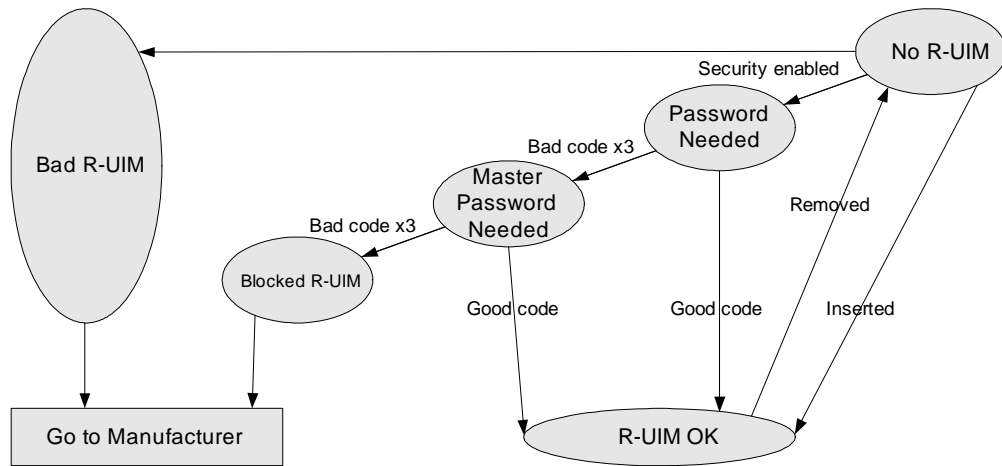 No R-UIM
Security enabled
Password
Needed
Bad code x3
Bad R-UIM
Master
Password
Needed
Removed
Bad code x3
Blocked R-UIM
Good code
Good code
Inserted
Go to Manufacturer
R-UIM OK